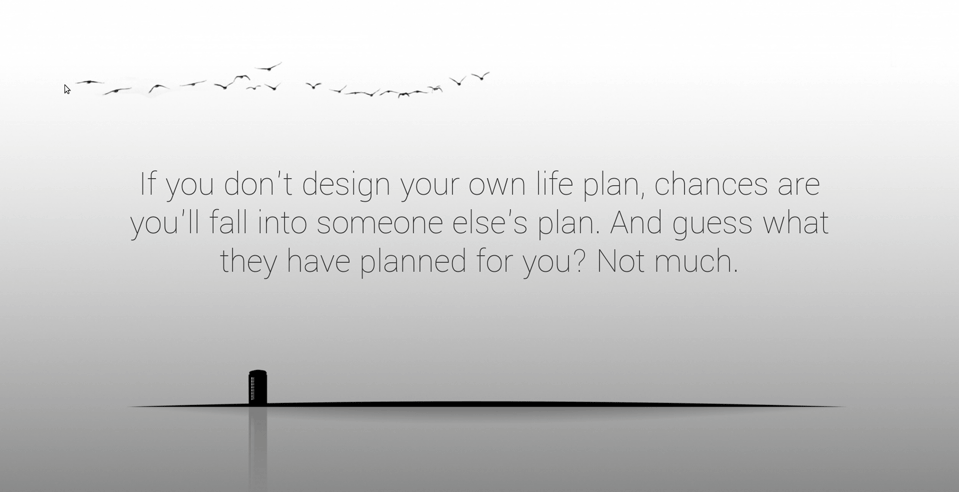 If you don't design your own life plan, chances are
you'll fall into someone else's plan. And guess what
they have planned for you? Not much.